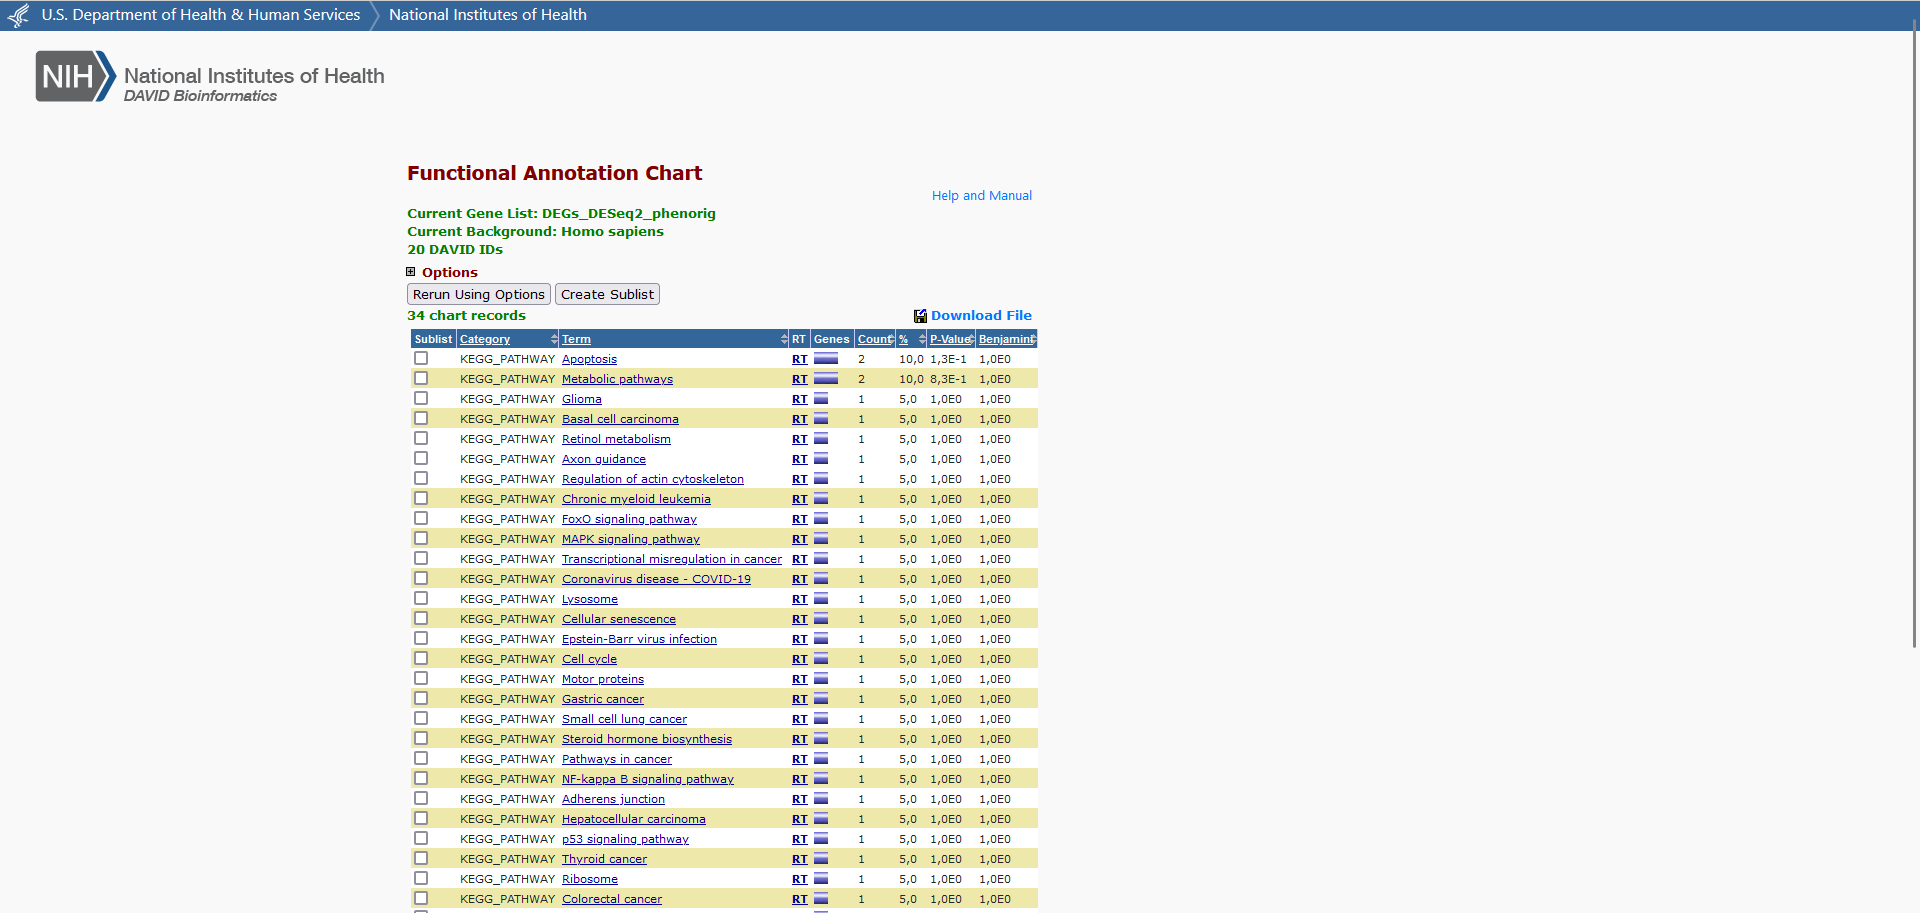 U.S. Department of Health & Human Services National Institutes of Health
NIH National Institutes of Health
DAVID Bioinformatics
Functional Annotation Chart
Help and Manual
Current Gene List: DEGs_DESeq2_phenorig
Current Background: Homo sapiens
20 DAVID IDs
Options
Rerun Using Options Create Sublist
34 chart records Download File
Sublist Category Term RT Genes Count % P-Value Benjamini
KEGG_PATHWAY Apoptosis RT 2 10,0 1,3E-1 1,0E0
KEGG_PATHWAY Metabolic pathways RT 2 10,0 8,3E-1 1,0E0
KEGG_PATHWAY Glioma RT 1 5,0 1,0E0 1,0E0
KEGG_PATHWAY Basal cell carcinoma RT 1 5,0 1,0E0 1,0E0
KEGG_PATHWAY Retinol metabolism RT 1 5,0 1,0E0 1,0E0
KEGG_PATHWAY Axon guidance RT 1 5,0 1,0E0 1,0E0
KEGG_PATHWAY Regulation of actin cytoskeleton RT 1 5,0 1,0E0 1,0E0
KEGG_PATHWAY Chronic myeloid leukemia RT 1 5,0 1,0E0 1,0E0
KEGG_PATHWAY FoxO signaling pathway RT 1 5,0 1,0E0 1,0E0
KEGG_PATHWAY MAPK signaling pathway RT 1 5,0 1,0E0 1,0E0
KEGG_PATHWAY Transcriptional misregulation in cancer RT 1 5,0 1,0E0 1,0E0
KEGG_PATHWAY Coronavirus disease - COVID-19 RT 1 5,0 1,0E0 1,0E0
KEGG_PATHWAY Lysosome RT 1 5,0 1,0E0 1,0E0
KEGG_PATHWAY Cellular senescence RT 1 5,0 1,0E0 1,0E0
KEGG_PATHWAY Epstein-Barr virus infection RT 1 5,0 1,0E0 1,0E0
KEGG_PATHWAY Cell cycle RT 1 5,0 1,0E0 1,0E0
KEGG_PATHWAY Motor proteins RT 1 5,0 1,0E0 1,0E0
KEGG_PATHWAY Gastric cancer RT 1 5,0 1,0E0 1,0E0
KEGG_PATHWAY Small cell lung cancer RT 1 5,0 1,0E0 1,0E0
KEGG_PATHWAY Steroid hormone biosynthesis RT 1 5,0 1,0E0 1,0E0
KEGG_PATHWAY Pathways in cancer RT 1 5,0 1,0E0 1,0E0
KEGG_PATHWAY NF-kappa B signaling pathway RT 1 5,0 1,0E0 1,0E0
KEGG_PATHWAY Adherens junction RT 1 5,0 1,0E0 1,0E0
KEGG_PATHWAY Hepatocellular carcinoma RT 1 5,0 1,0E0 1,0E0
KEGG_PATHWAY p53 signaling pathway RT 1 5,0 1,0E0 1,0E0
KEGG_PATHWAY Thyroid cancer RT 1 5,0 1,0E0 1,0E0
KEGG_PATHWAY Ribosome RT 1 5,0 1,0E0 1,0E0
KEGG_PATHWAY Colorectal cancer RT 1 5,0 1,0E0 1,0E0